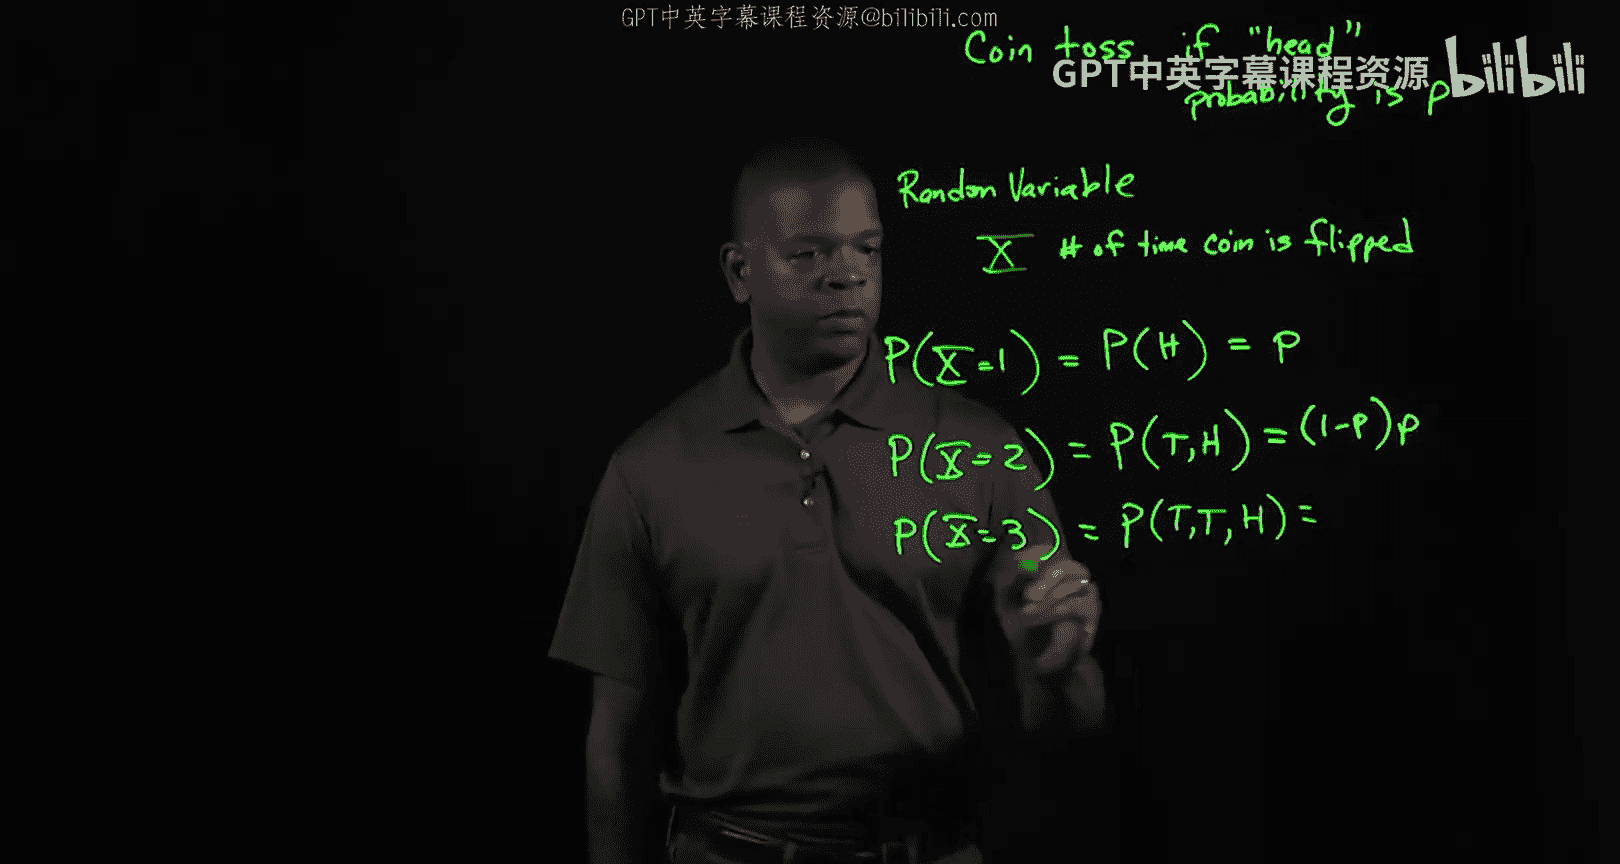 GPT中英字幕课程资源@bilibili.com
Coin toss if "head"
GPT中英字幕课程资源 bilibili
probability is p
Random Variable
X # of time coin is flipped
P(X=1) = P(H) = p
P(X=2) = P(T,H) = (1-p)p
P(X=3) = P(T,T,H) =